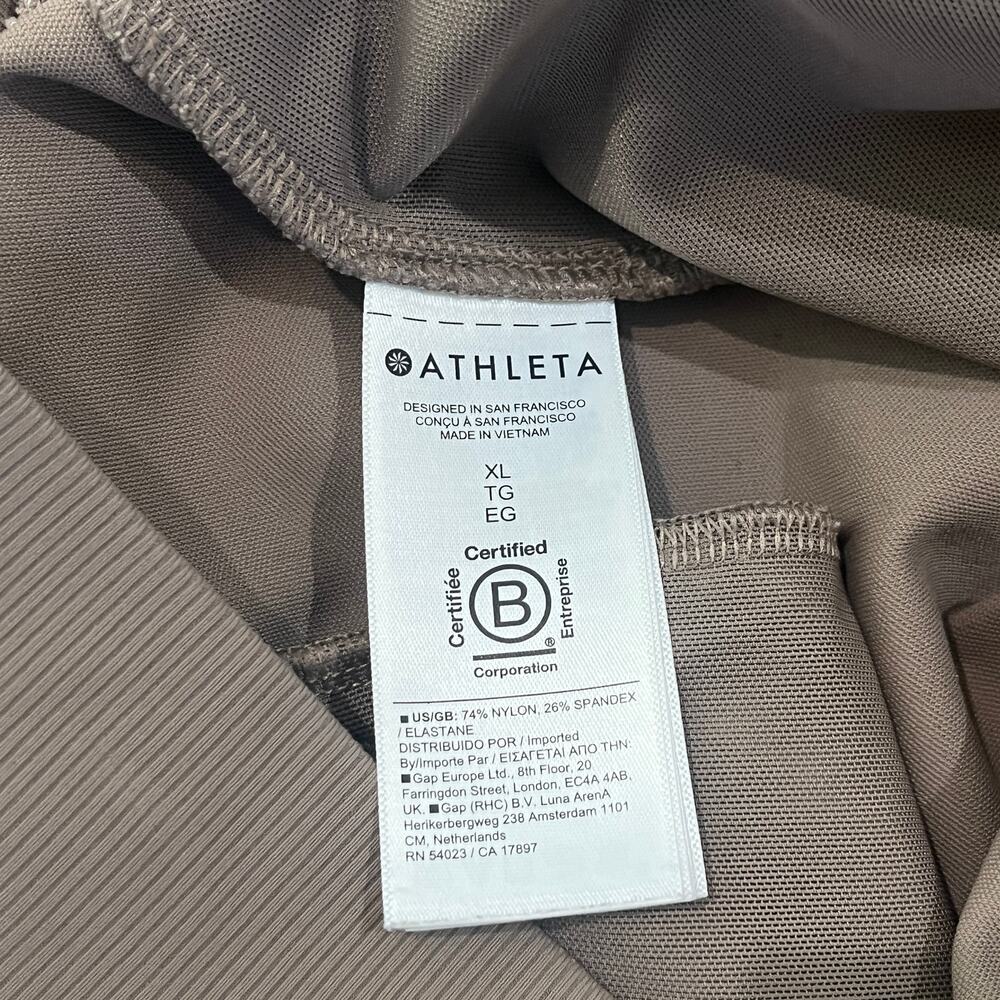 ATHLETA
DESIGNED IN SAN FRANCISCO
CONÇU À SAN FRANCISCO
MADE IN VIETNAM
XL
TG
EG
Certified
Certifiée
B
Entreprise
®
Corporation
■ US/GB: 74% NYLON, 26% SPANDEX
/ ELASTANE
DISTRIBUIDO POR / Imported
By/Importe Par / ΕΙΣΑΓΕΤΑΙ ΑΠΟ ΤΗΝ:
■Gap Europe Ltd., 8th Floor, 20
Farringdon Street, London, EC4A 4AB,
UK, ■Gap (RHC) B.V. Luna ArenA
Herikerbergweg 238 Amsterdam 1101
CM, Netherlands
RN 54023 / CA 17897